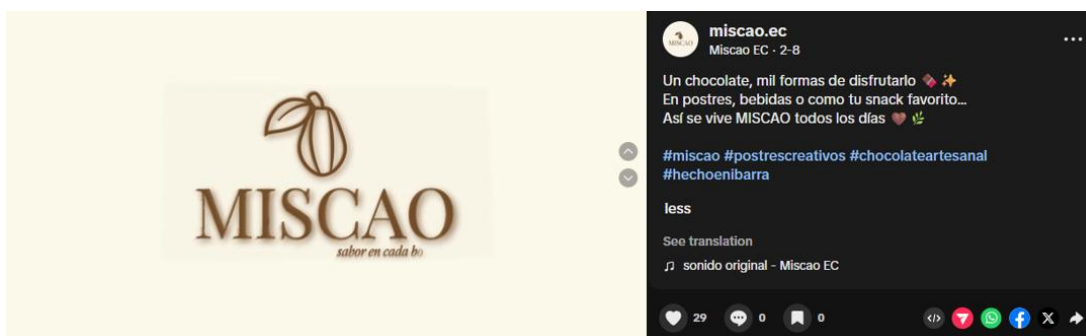 MISCAO
sabor en cada bo
MISCAO
miscao.ec
Miscao EC · 2-8
Un chocolate, mil formas de disfrutarlo 🍫 ✨
En postres, bebidas o como tu snack favorito...
Así se vive MISCAO todos los días 🤎 🌿
#miscao #postrescreativos #chocolateartesanal
#hechoenibarra
less
See translation
♫ sonido original - Miscao EC
29 0 0